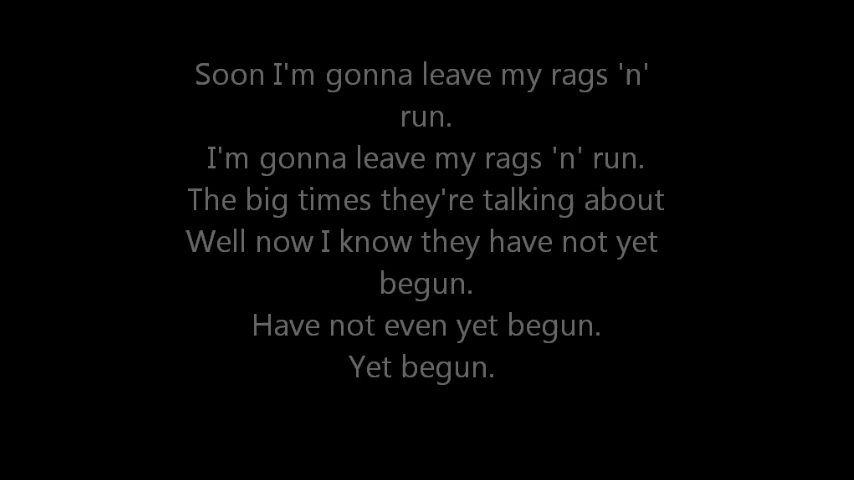 Soon I'm gonna leave my rags 'n'
run.
I'm gonna leave my rags 'n' run.
The big times they're talking about
Well now I know they have not yet
begun.
Have not even yet begun.
Yet begun.